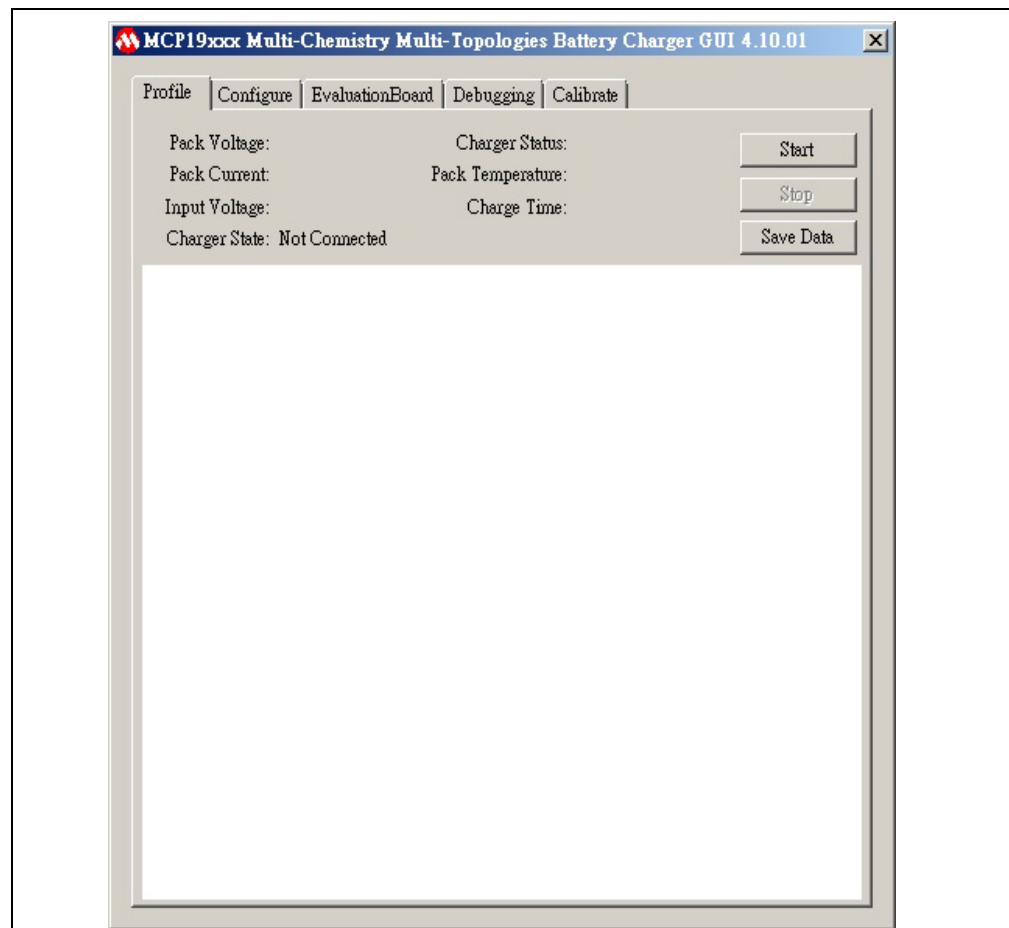 MCP19xxx Multi-Chemistry Multi-Topologies Battery Charger GUI 4.10.01
Profile Configure EvaluationBoard Debugging Calibrate
Pack Voltage: Charger Status: Start
Pack Current: Pack Temperature: Stop
Input Voltage: Charge Time:
Charger State: Not Connected Save Data